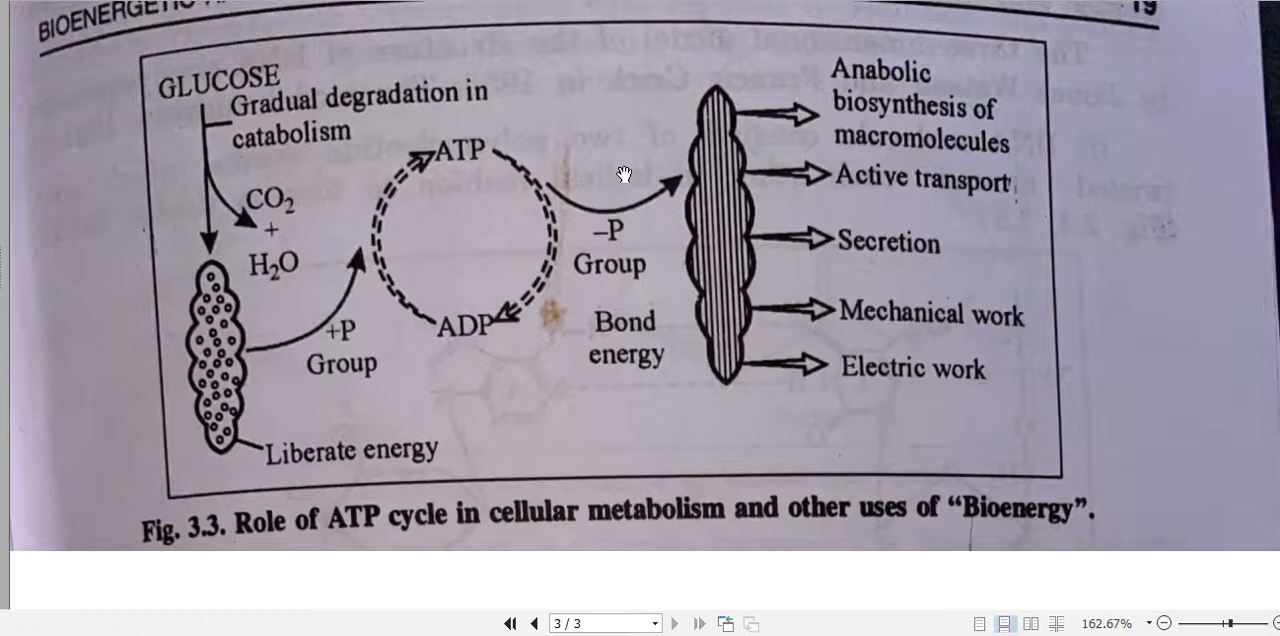 19
GLUCOSE
Gradual degradation in
catabolism
CO₂
+
H₂O
+P
Group
Liberate energy
ATP
ADP
–P
Group
Bond
energy
Anabolic
biosynthesis of
macromolecules
Active transport
Secretion
Mechanical work
Electric work
Fig. 3.3. Role of ATP cycle in cellular metabolism and other uses of “Bioenergy”.
3 / 3
162.67%